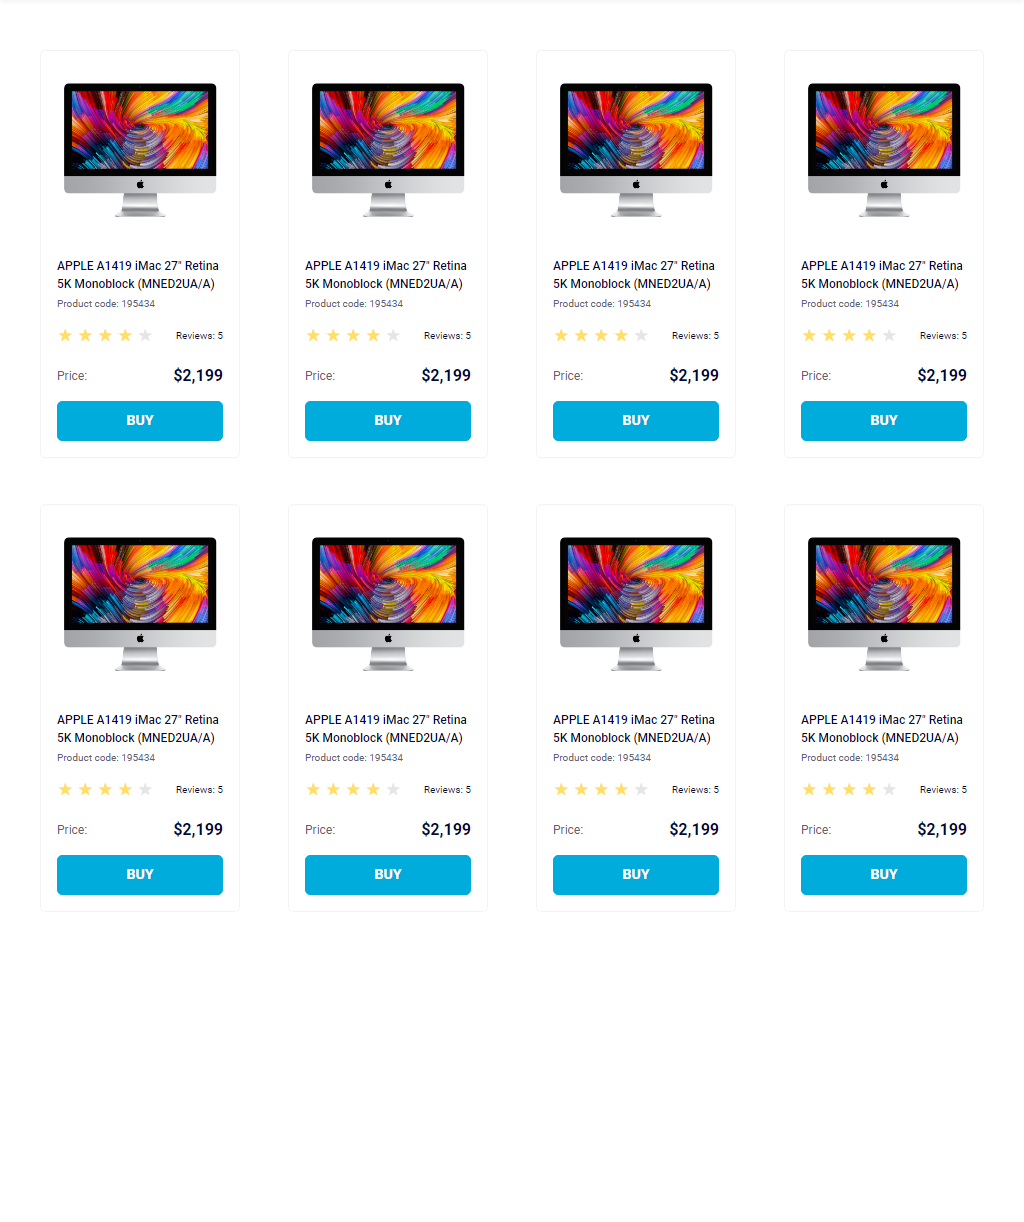 APPLE A1419 iMac 27" Retina
5K Monoblock (MNED2UA/A)
Product code: 195434
Reviews: 5
Price: $2,199
BUY
APPLE A1419 iMac 27" Retina
5K Monoblock (MNED2UA/A)
Product code: 195434
Reviews: 5
Price: $2,199
BUY
APPLE A1419 iMac 27" Retina
5K Monoblock (MNED2UA/A)
Product code: 195434
Reviews: 5
Price: $2,199
BUY
APPLE A1419 iMac 27" Retina
5K Monoblock (MNED2UA/A)
Product code: 195434
Reviews: 5
Price: $2,199
BUY
APPLE A1419 iMac 27" Retina
5K Monoblock (MNED2UA/A)
Product code: 195434
Reviews: 5
Price: $2,199
BUY
APPLE A1419 iMac 27" Retina
5K Monoblock (MNED2UA/A)
Product code: 195434
Reviews: 5
Price: $2,199
BUY
APPLE A1419 iMac 27" Retina
5K Monoblock (MNED2UA/A)
Product code: 195434
Reviews: 5
Price: $2,199
BUY
APPLE A1419 iMac 27" Retina
5K Monoblock (MNED2UA/A)
Product code: 195434
Reviews: 5
Price: $2,199
BUY